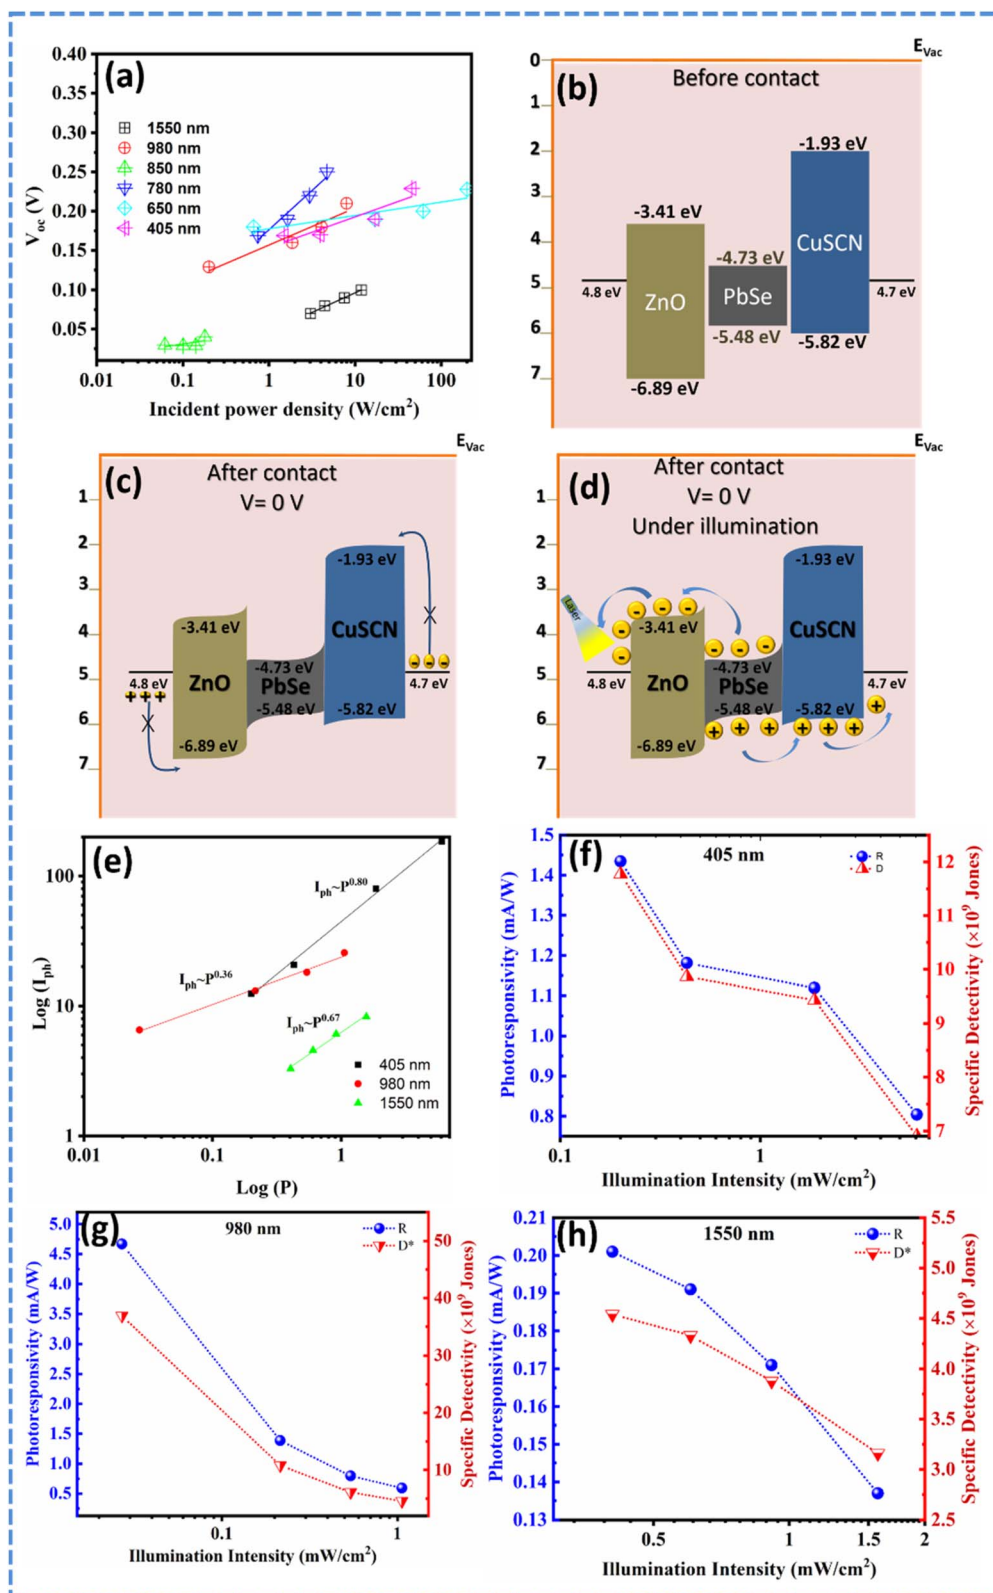 (a)
0.40
0.35
0.30
0.25
0.20
0.15
0.10
0.05
V_oc (V)
1550 nm
980 nm
850 nm
780 nm
650 nm
405 nm
0.01 0.1 1 10 100
Incident power density (W/cm²)
E_Vac
(b)
Before contact
0
1
2
3
4
5
6
7
-1.93 eV
-3.41 eV
CuSCN
-4.73 eV
4.8 eV
ZnO
PbSe
4.7 eV
-5.48 eV
-5.82 eV
-6.89 eV
E_Vac
(c)
After contact
V= 0 V
1
2
3
4
5
6
7
-1.93 eV
-3.41 eV
CuSCN
-4.73 eV
4.8 eV
ZnO
PbSe
4.7 eV
-5.48 eV
-5.82 eV
-6.89 eV
E_Vac
(d)
After contact
V= 0 V
Under illumination
1
2
3
4
5
6
7
Laser
-1.93 eV
-3.41 eV
CuSCN
-4.73 eV
4.8 eV
ZnO
PbSe
4.7 eV
-5.48 eV
-5.82 eV
-6.89 eV
(e)
100
10
1
Log (I_ph)
I_ph~P^0.80
I_ph~P^0.36
I_ph~P^0.67
405 nm
980 nm
1550 nm
0.01 0.1 1
Log (P)
(f)
405 nm
R
D
1.5
1.4
1.3
1.2
1.1
1.0
0.9
0.8
Photoresponsivity (mA/W)
12
11
10
9
8
7
Specific Detectivity (×10⁹ Jones)
0.1 1
Illumination Intensity (mW/cm²)
(g)
980 nm
R
D*
5.0
4.5
4.0
3.5
3.0
2.5
2.0
1.5
1.0
0.5
Photoresponsivity (mA/W)
50
40
30
20
10
Specific Detectivity (×10⁹ Jones)
0.1 1
Illumination Intensity (mW/cm²)
(h)
1550 nm
R
D*
0.21
0.20
0.19
0.18
0.17
0.16
0.15
0.14
0.13
Photoresponsivity (mA/W)
5.5
5.0
4.5
4.0
3.5
3.0
2.5
Specific Detectivity (×10⁹ Jones)
0.5 1 1.5 2
Illumination Intensity (mW/cm²)